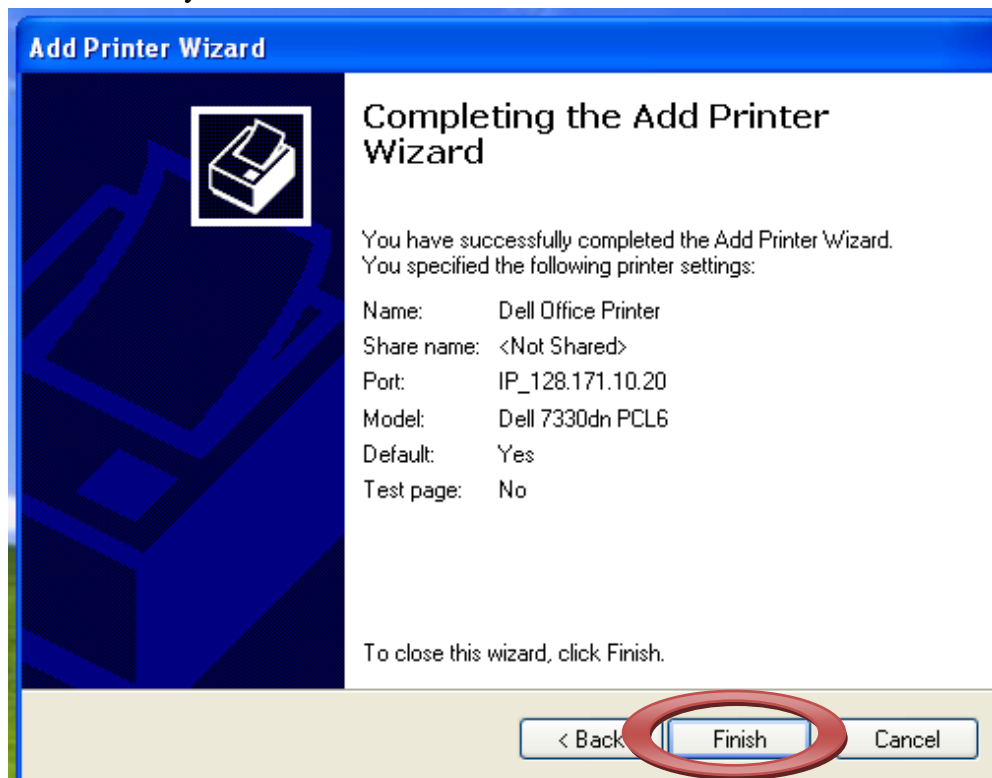 Add Printer Wizard
Completing the Add Printer
Wizard
You have successfully completed the Add Printer Wizard.
You specified the following printer settings:
Name: Dell Office Printer
Share name: <Not Shared>
Port: IP_128.171.10.20
Model: Dell 7330dn PCL6
Default: Yes
Test page: No
To close this wizard, click Finish.
< Back Finish Cancel